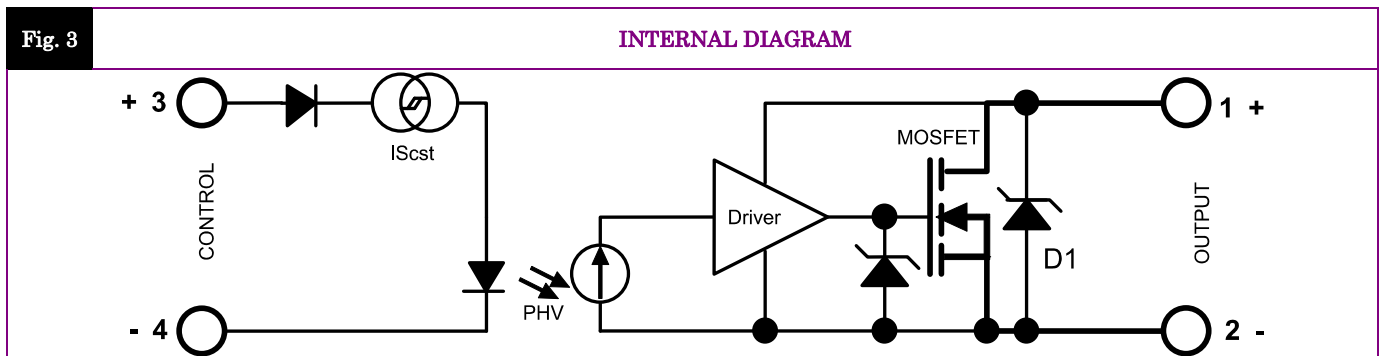 Fig. 3
INTERNAL DIAGRAM
+ 3
IScst
CONTROL
- 4
PHV
Driver
MOSFET
D1
1 +
OUTPUT
2 -